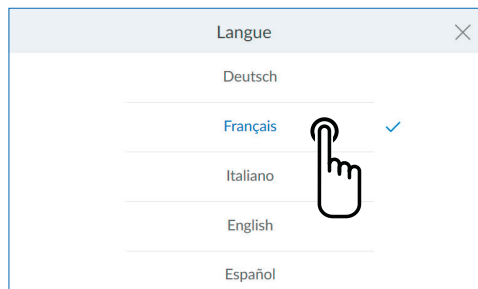 Langue
Deutsch
Français
Italiano
English
Español